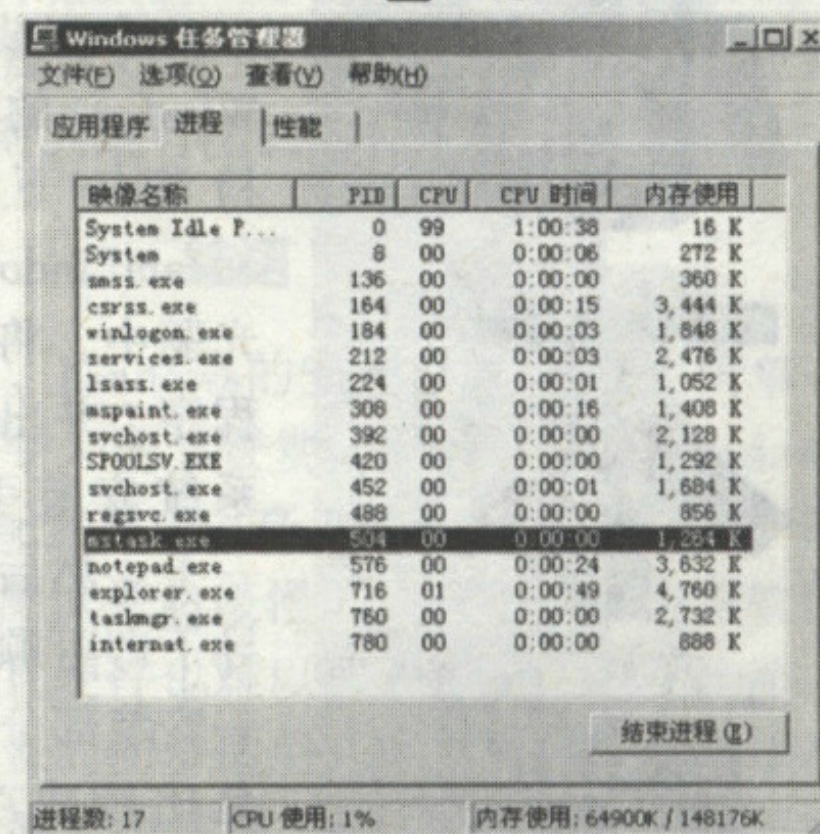 Windows 任务管理器
文件(F) 选项(O) 查看(V) 帮助(H)
应用程序 进程 性能
映像名称 PID CPU CPU 时间 内存使用
System Idle P... 0 99 1:00:38 16 K
System 8 00 0:00:06 272 K
smss.exe 136 00 0:00:00 360 K
csrss.exe 164 00 0:00:15 3,444 K
winlogon.exe 184 00 0:00:03 1,848 K
services.exe 212 00 0:00:03 2,476 K
lsass.exe 224 00 0:00:01 1,052 K
mspaint.exe 308 00 0:00:16 1,408 K
svchost.exe 392 00 0:00:00 2,128 K
SPOOLSV.EXE 420 00 0:00:00 1,292 K
svchost.exe 452 00 0:00:01 1,684 K
regsvc.exe 488 00 0:00:00 856 K
mstask.exe 504 00 0:00:00 1,284 K
notepad.exe 576 00 0:00:24 3,632 K
explorer.exe 716 01 0:00:49 4,760 K
taskmgr.exe 760 00 0:00:00 2,732 K
internat.exe 780 00 0:00:00 888 K
结束进程(E)
进程数: 17 CPU 使用: 1% 内存使用: 64900K / 148176K